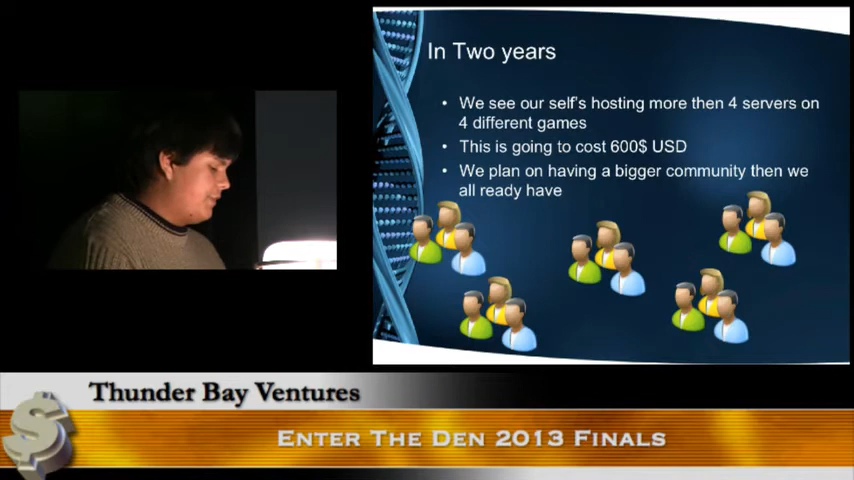 In Two years
• We see our self's hosting more then 4 servers on
4 different games
• This is going to cost 600$ USD
• We plan on having a bigger community then we
all ready have
Thunder Bay Ventures
$
ENTER THE DEN 2013 FINALS